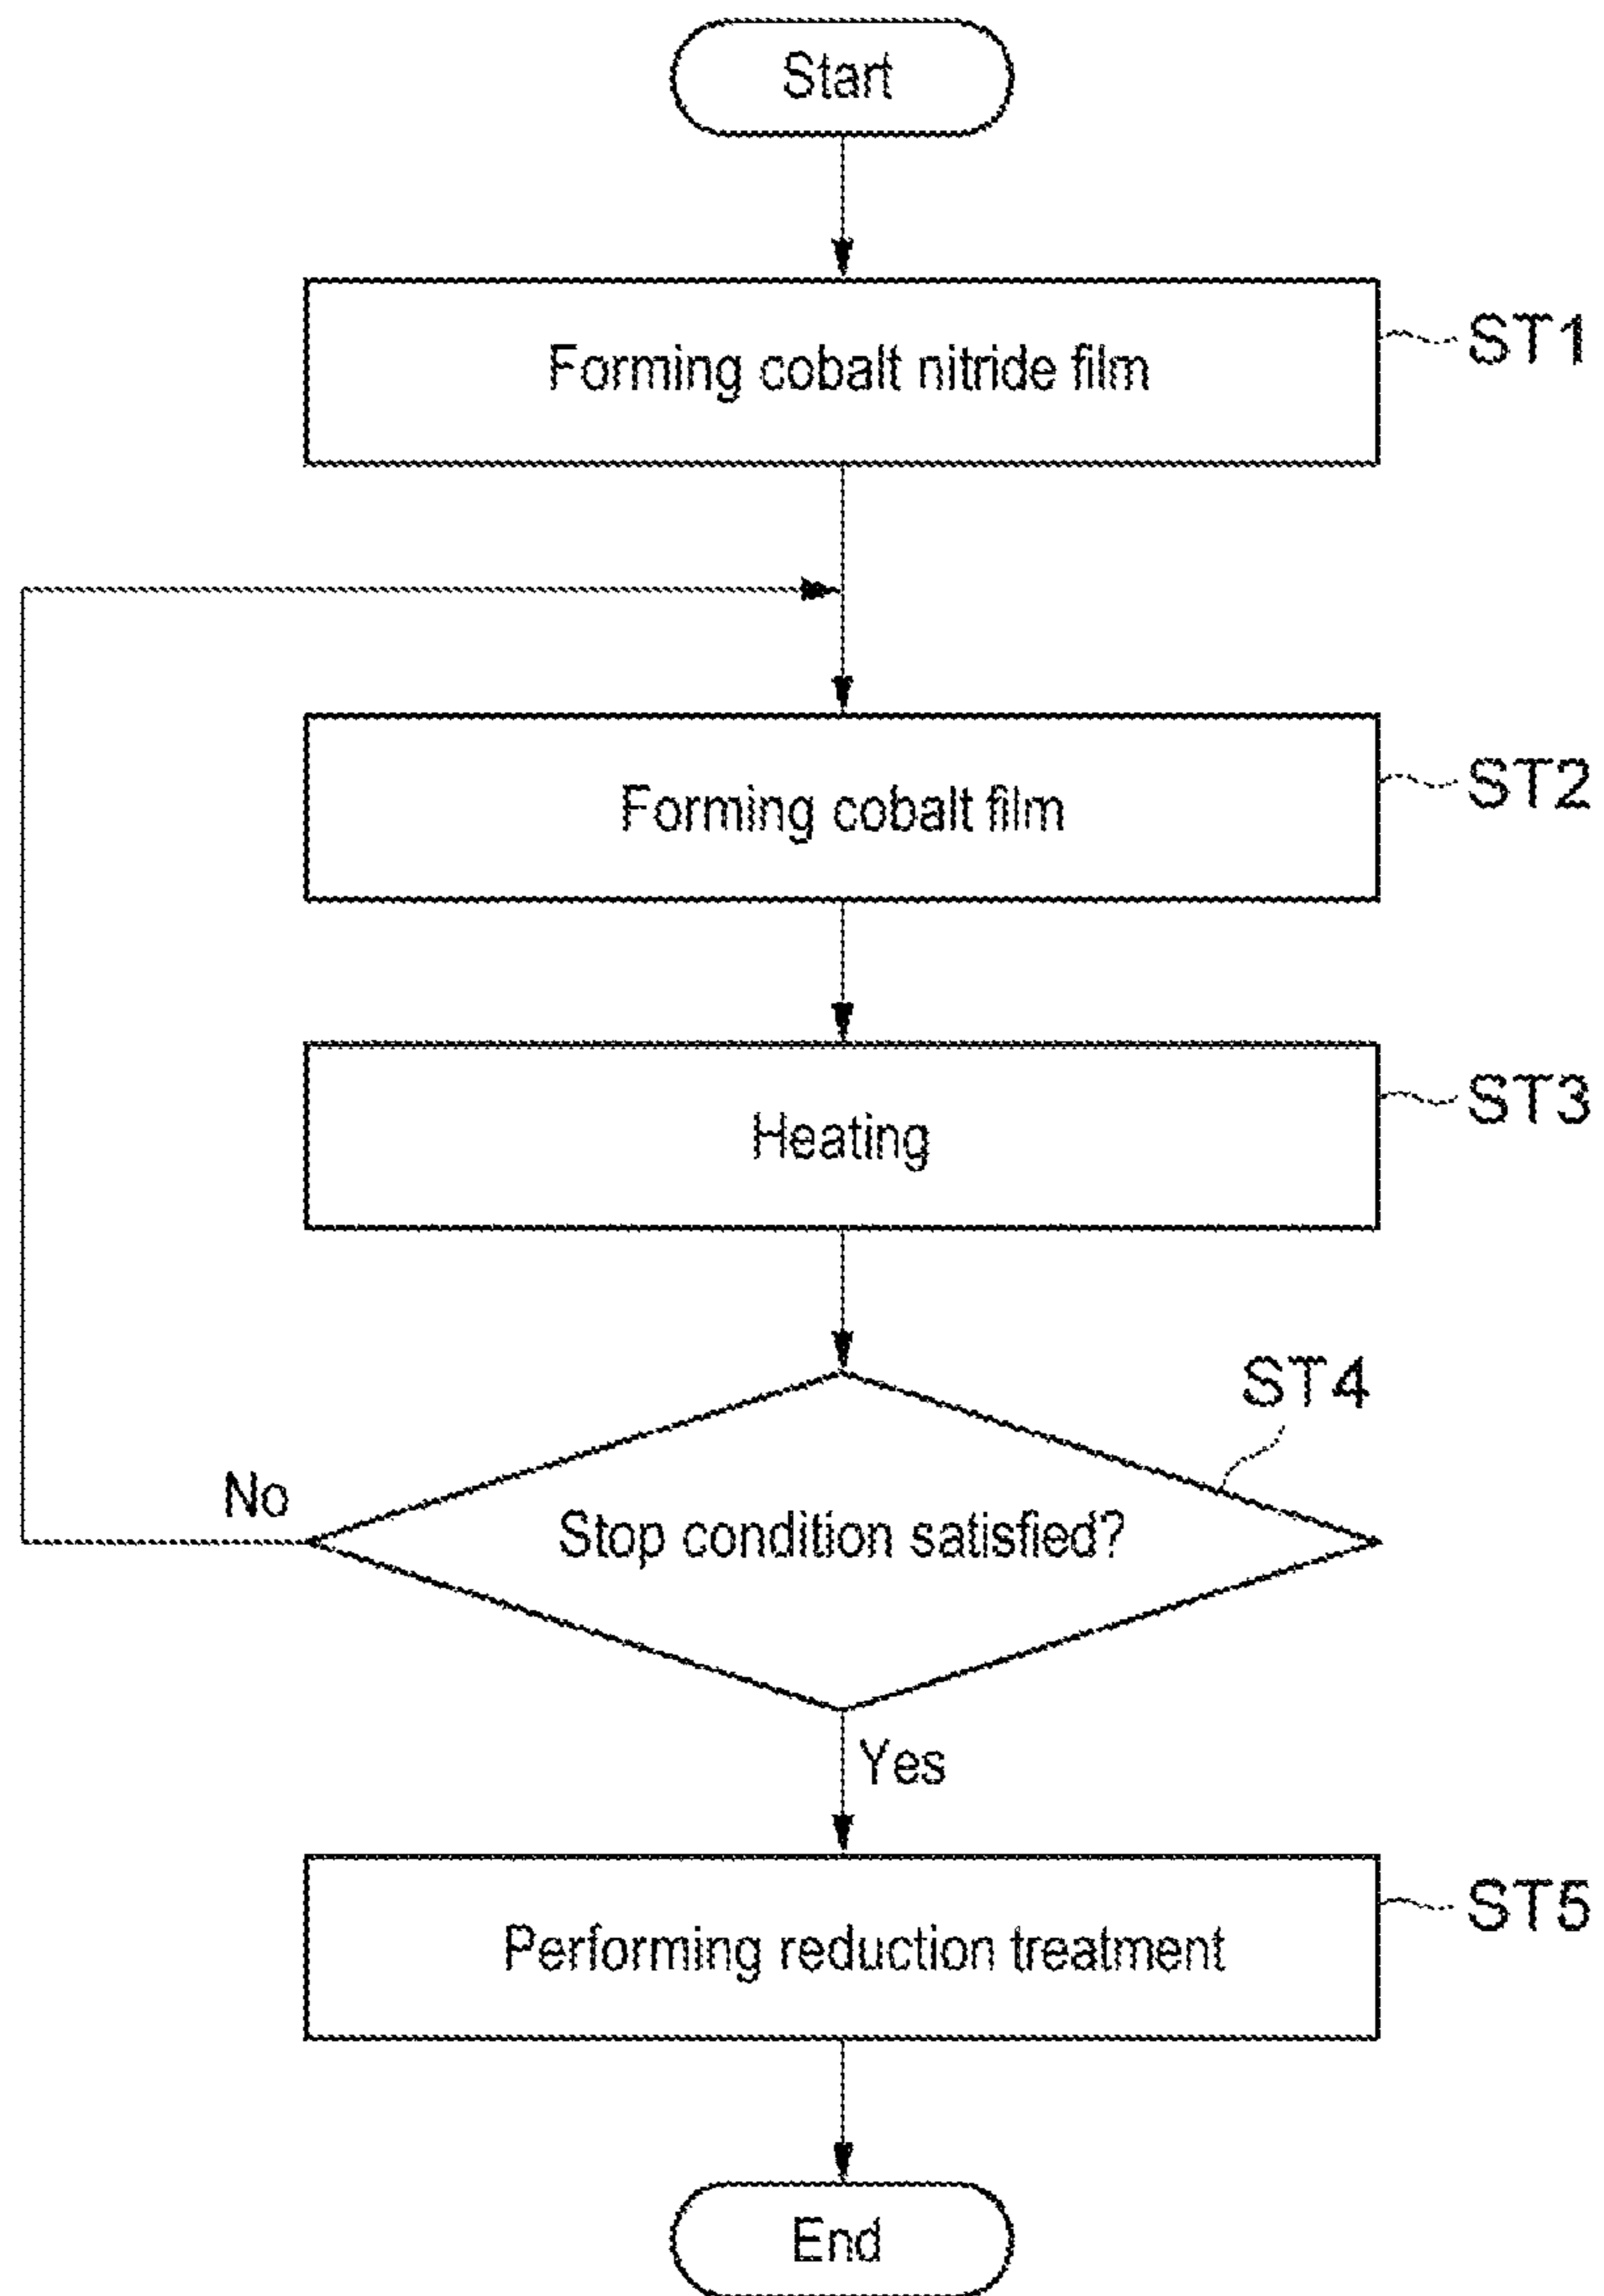 Start
Forming cobalt nitride film
ST1
Forming cobalt film
ST2
Heating
ST3
ST4
No
Stop condition satisfied?
Yes
Performing reduction treatment
ST5
End